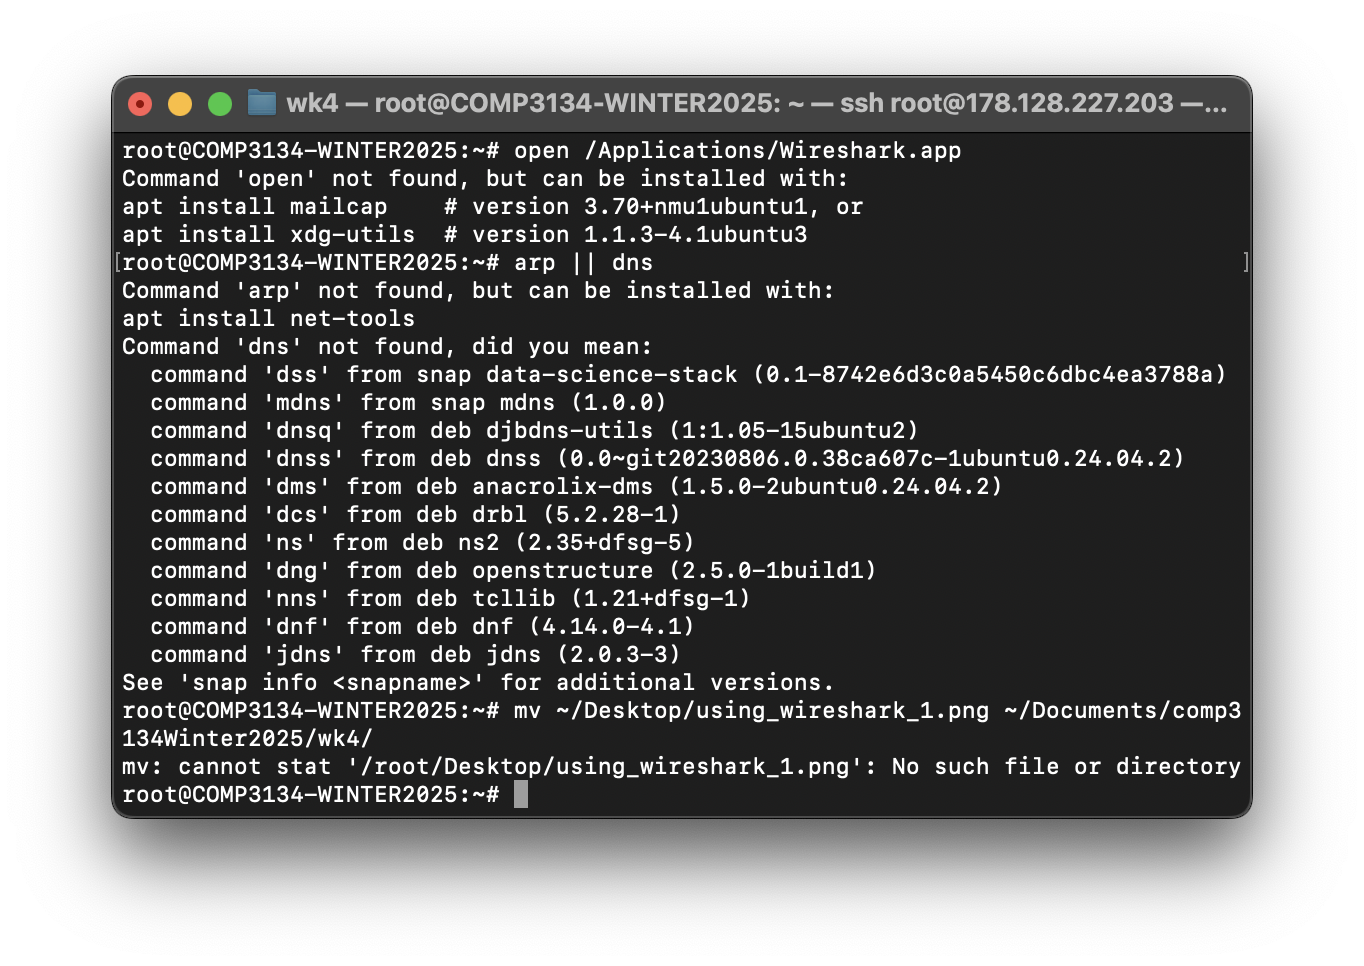 wk4 — root@COMP3134-WINTER2025: ~ — ssh root@178.128.227.203 —...
root@COMP3134-WINTER2025:~# open /Applications/Wireshark.app
Command 'open' not found, but can be installed with:
apt install mailcap    # version 3.70+nmu1ubuntu1, or
apt install xdg-utils  # version 1.1.3-4.1ubuntu3
[root@COMP3134-WINTER2025:~# arp || dns ]
Command 'arp' not found, but can be installed with:
apt install net-tools
Command 'dns' not found, did you mean:
  command 'dss' from snap data-science-stack (0.1-8742e6d3c0a5450c6dbc4ea3788a)
  command 'mdns' from snap mdns (1.0.0)
  command 'dnsq' from deb djbdns-utils (1:1.05-15ubuntu2)
  command 'dnss' from deb dnss (0.0~git20230806.0.38ca607c-1ubuntu0.24.04.2)
  command 'dms' from deb anacrolix-dms (1.5.0-2ubuntu0.24.04.2)
  command 'dcs' from deb drbl (5.2.28-1)
  command 'ns' from deb ns2 (2.35+dfsg-5)
  command 'dng' from deb openstructure (2.5.0-1build1)
  command 'nns' from deb tcllib (1.21+dfsg-1)
  command 'dnf' from deb dnf (4.14.0-4.1)
  command 'jdns' from deb jdns (2.0.3-3)
See 'snap info <snapname>' for additional versions.
root@COMP3134-WINTER2025:~# mv ~/Desktop/using_wireshark_1.png ~/Documents/comp3
134Winter2025/wk4/
mv: cannot stat '/root/Desktop/using_wireshark_1.png': No such file or directory
root@COMP3134-WINTER2025:~#